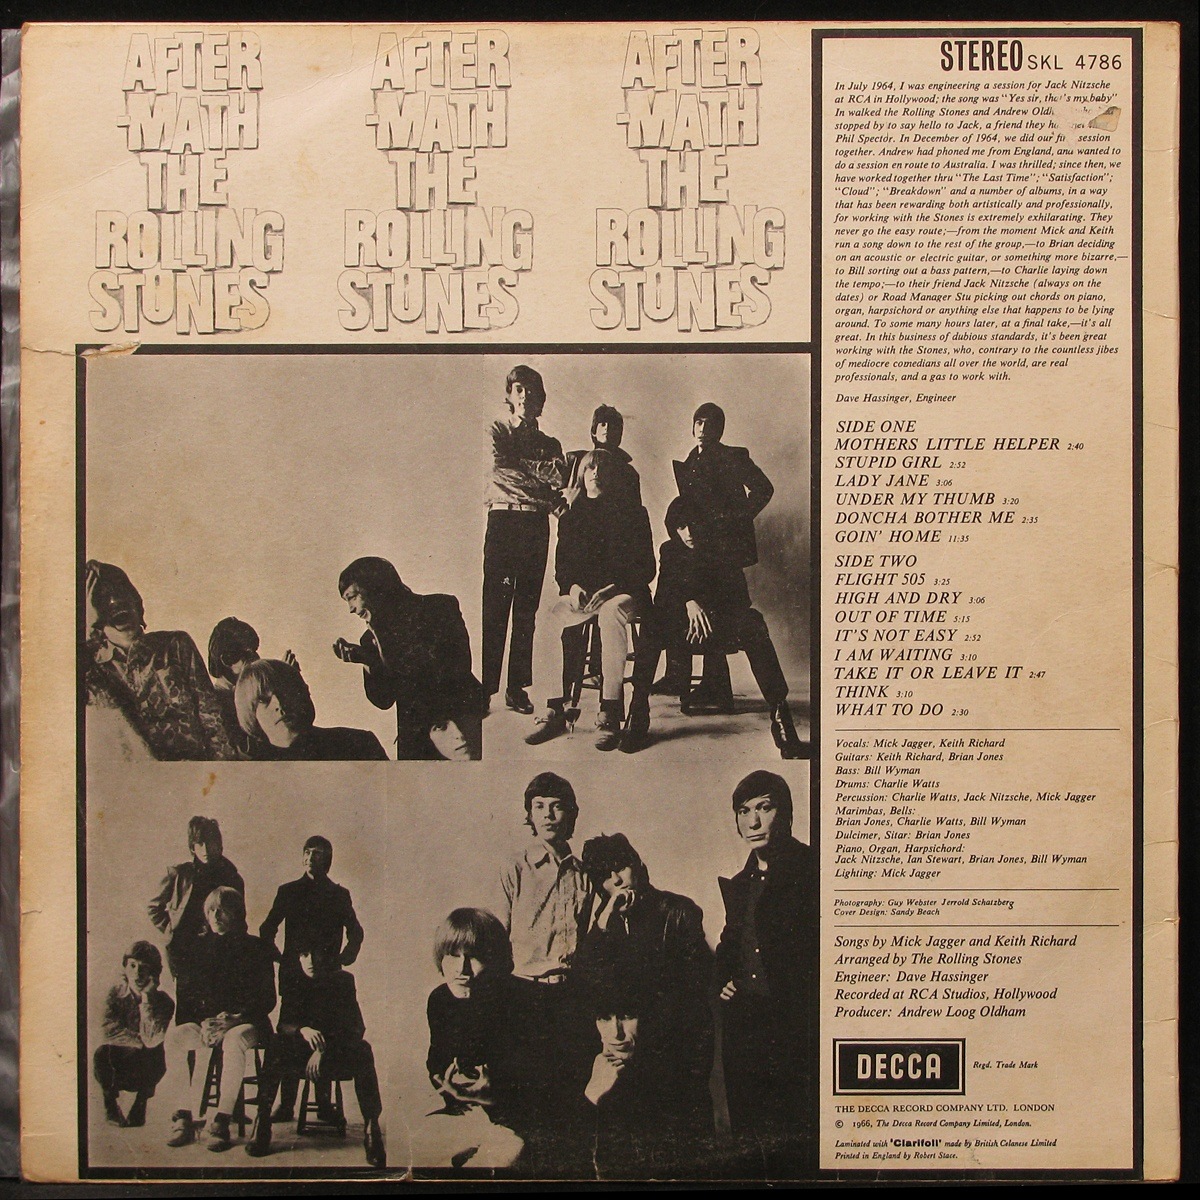 AFTER
MATH
THE
ROLLING
STONES
AFTER
MATH
THE
ROLLING
STONES
AFTER
MATH
THE
ROLLING
STONES
STEREO SKL 4786
In July 1964, I was engineering a session for Jack Nitzsche
at RCA in Hollywood; the song was "Yes sir, that's my baby"
In walked the Rolling Stones and Andrew
stopped by to say hello to Jack, a friend they
Phil Spector. In December of 1964, we did our session
together. Andrew had phoned me from England, and wanted to
do a session en route to Australia. I was thrilled; since then, we
have worked together thru "The Last Time"; "Satisfaction";
"Cloud"; "Breakdown" and a number of albums, in a way
that has been rewarding both artistically and professionally,
for working with the Stones is extremely exhilarating. They
never go the easy route;—from the moment Mick and Keith
run a song down to the rest of the group,—to Brian deciding
on an acoustic or electric guitar, or something more bizarre,—
to Bill sorting out a bass pattern,—to Charlie laying down
the tempo;—to their friend Jack Nitzsche (always on the
dates) or Road Manager Stu picking out chords on piano,
organ, harpsichord or anything else that happens to be lying
around. To some many hours later, at a final take,—it's all
great. In this business of dubious standards, it's been great
working with the Stones, who, contrary to the countless jibes
of mediocre comedians all over the world, are real
professionals, and a gas to work with.
Dave Hassinger, Engineer
SIDE ONE
MOTHERS LITTLE HELPER 2:40
STUPID GIRL 2:52
LADY JANE 3:06
UNDER MY THUMB 3:20
DONCHA BOTHER ME 2:35
GOIN' HOME 11:35
SIDE TWO
FLIGHT 505 3:25
HIGH AND DRY 3:06
OUT OF TIME 5:15
IT'S NOT EASY 2:52
I AM WAITING 3:10
TAKE IT OR LEAVE IT 2:47
THINK 3:10
WHAT TO DO 2:30
Vocals: Mick Jagger, Keith Richard
Guitars: Keith Richard, Brian Jones
Bass: Bill Wyman
Drums: Charlie Watts
Percussion: Charlie Watts, Jack Nitzsche, Mick Jagger
Marimbas, Bells:
Brian Jones, Charlie Watts, Bill Wyman
Dulcimer, Sitar: Brian Jones
Piano, Organ, Harpsichord:
Jack Nitzsche, Ian Stewart, Brian Jones, Bill Wyman
Lighting: Mick Jagger
Photography: Guy Webster Jerrold Schatzberg
Cover Design: Sandy Beach
Songs by Mick Jagger and Keith Richard
Arranged by The Rolling Stones
Engineer: Dave Hassinger
Recorded at RCA Studios, Hollywood
Producer: Andrew Loog Oldham
DECCA Regd. Trade Mark
THE DECCA RECORD COMPANY LTD. LONDON
© 1966, The Decca Record Company Limited, London.
Laminated with 'Clarifoil' made by British Celanese Limited
Printed in England by Robert Stace.